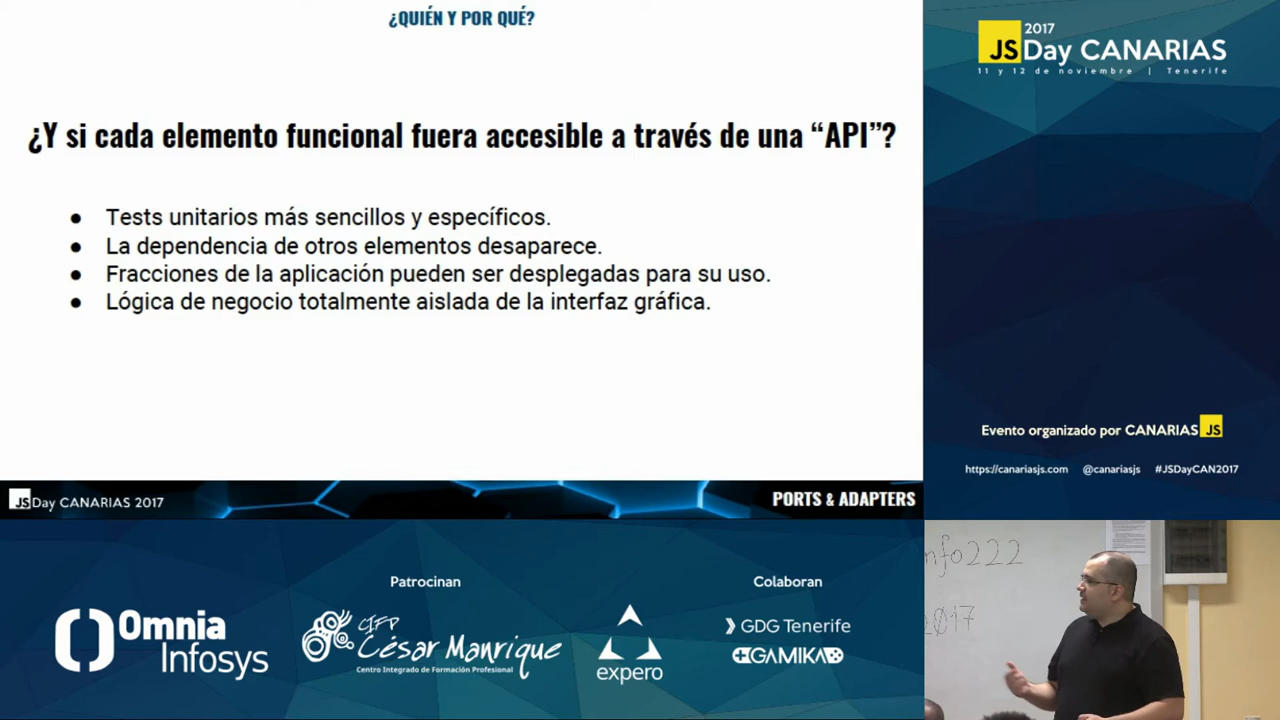 ¿QUIÉN Y POR QUÉ?
¿Y si cada elemento funcional fuera accesible a través de una “API”?
● Tests unitarios más sencillos y específicos.
● La dependencia de otros elementos desaparece.
● Fracciones de la aplicación pueden ser desplegadas para su uso.
● Lógica de negocio totalmente aislada de la interfaz gráfica.
JSDay CANARIAS 2017
PORTS & ADAPTERS
2017
JSDay CANARIAS
11 y 12 de noviembre | Tenerife
Evento organizado por CANARIAS JS
https://canariasjs.com @canariasjs #JSDayCAN2017
Patrocinan
Omnia
Infosys
CIFP
César Manrique
Centro Integrado de Formación Profesional
expero
Colaboran
GDG Tenerife
GAMIKA
nfo222
2017